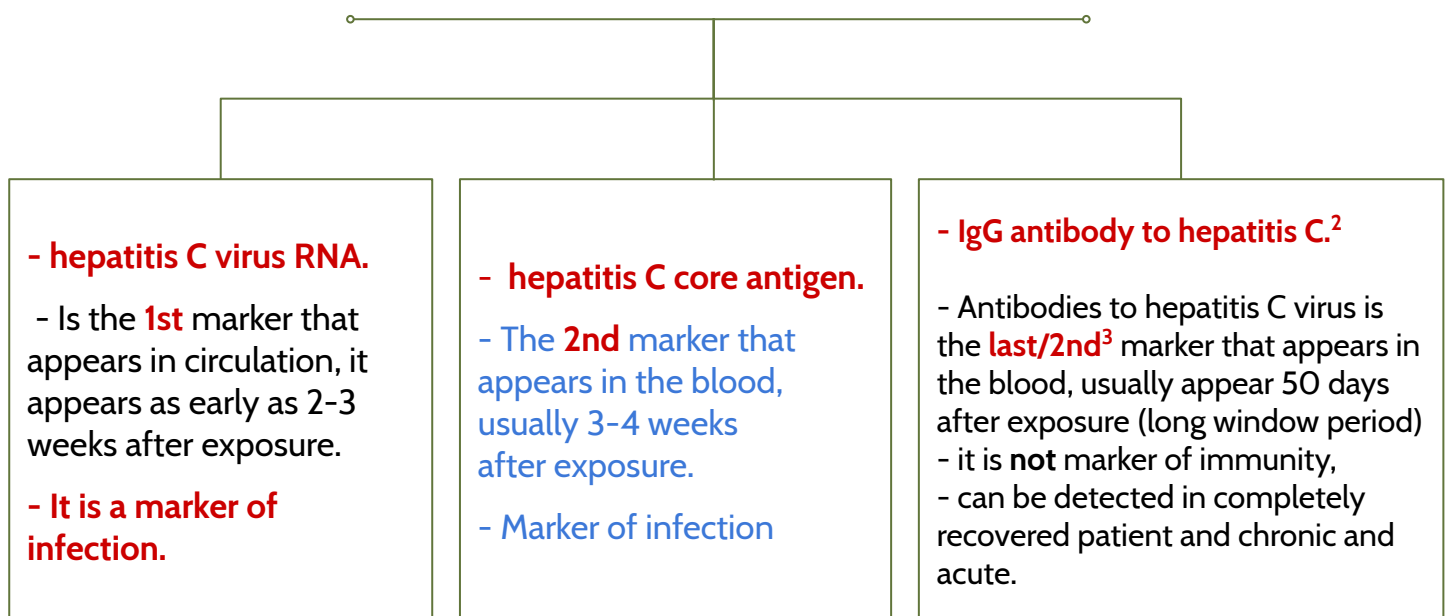 - hepatitis C virus RNA.
- Is the 1st marker that
appears in circulation, it
appears as early as 2-3
weeks after exposure.
- It is a marker of
infection.
- hepatitis C core antigen.
- The 2nd marker that
appears in the blood,
usually 3-4 weeks
after exposure.
- Marker of infection
- IgG antibody to hepatitis C.²
- Antibodies to hepatitis C virus is
the last/2nd³ marker that appears in
the blood, usually appear 50 days
after exposure (long window period)
- it is not marker of immunity,
- can be detected in completely
recovered patient and chronic and
acute.